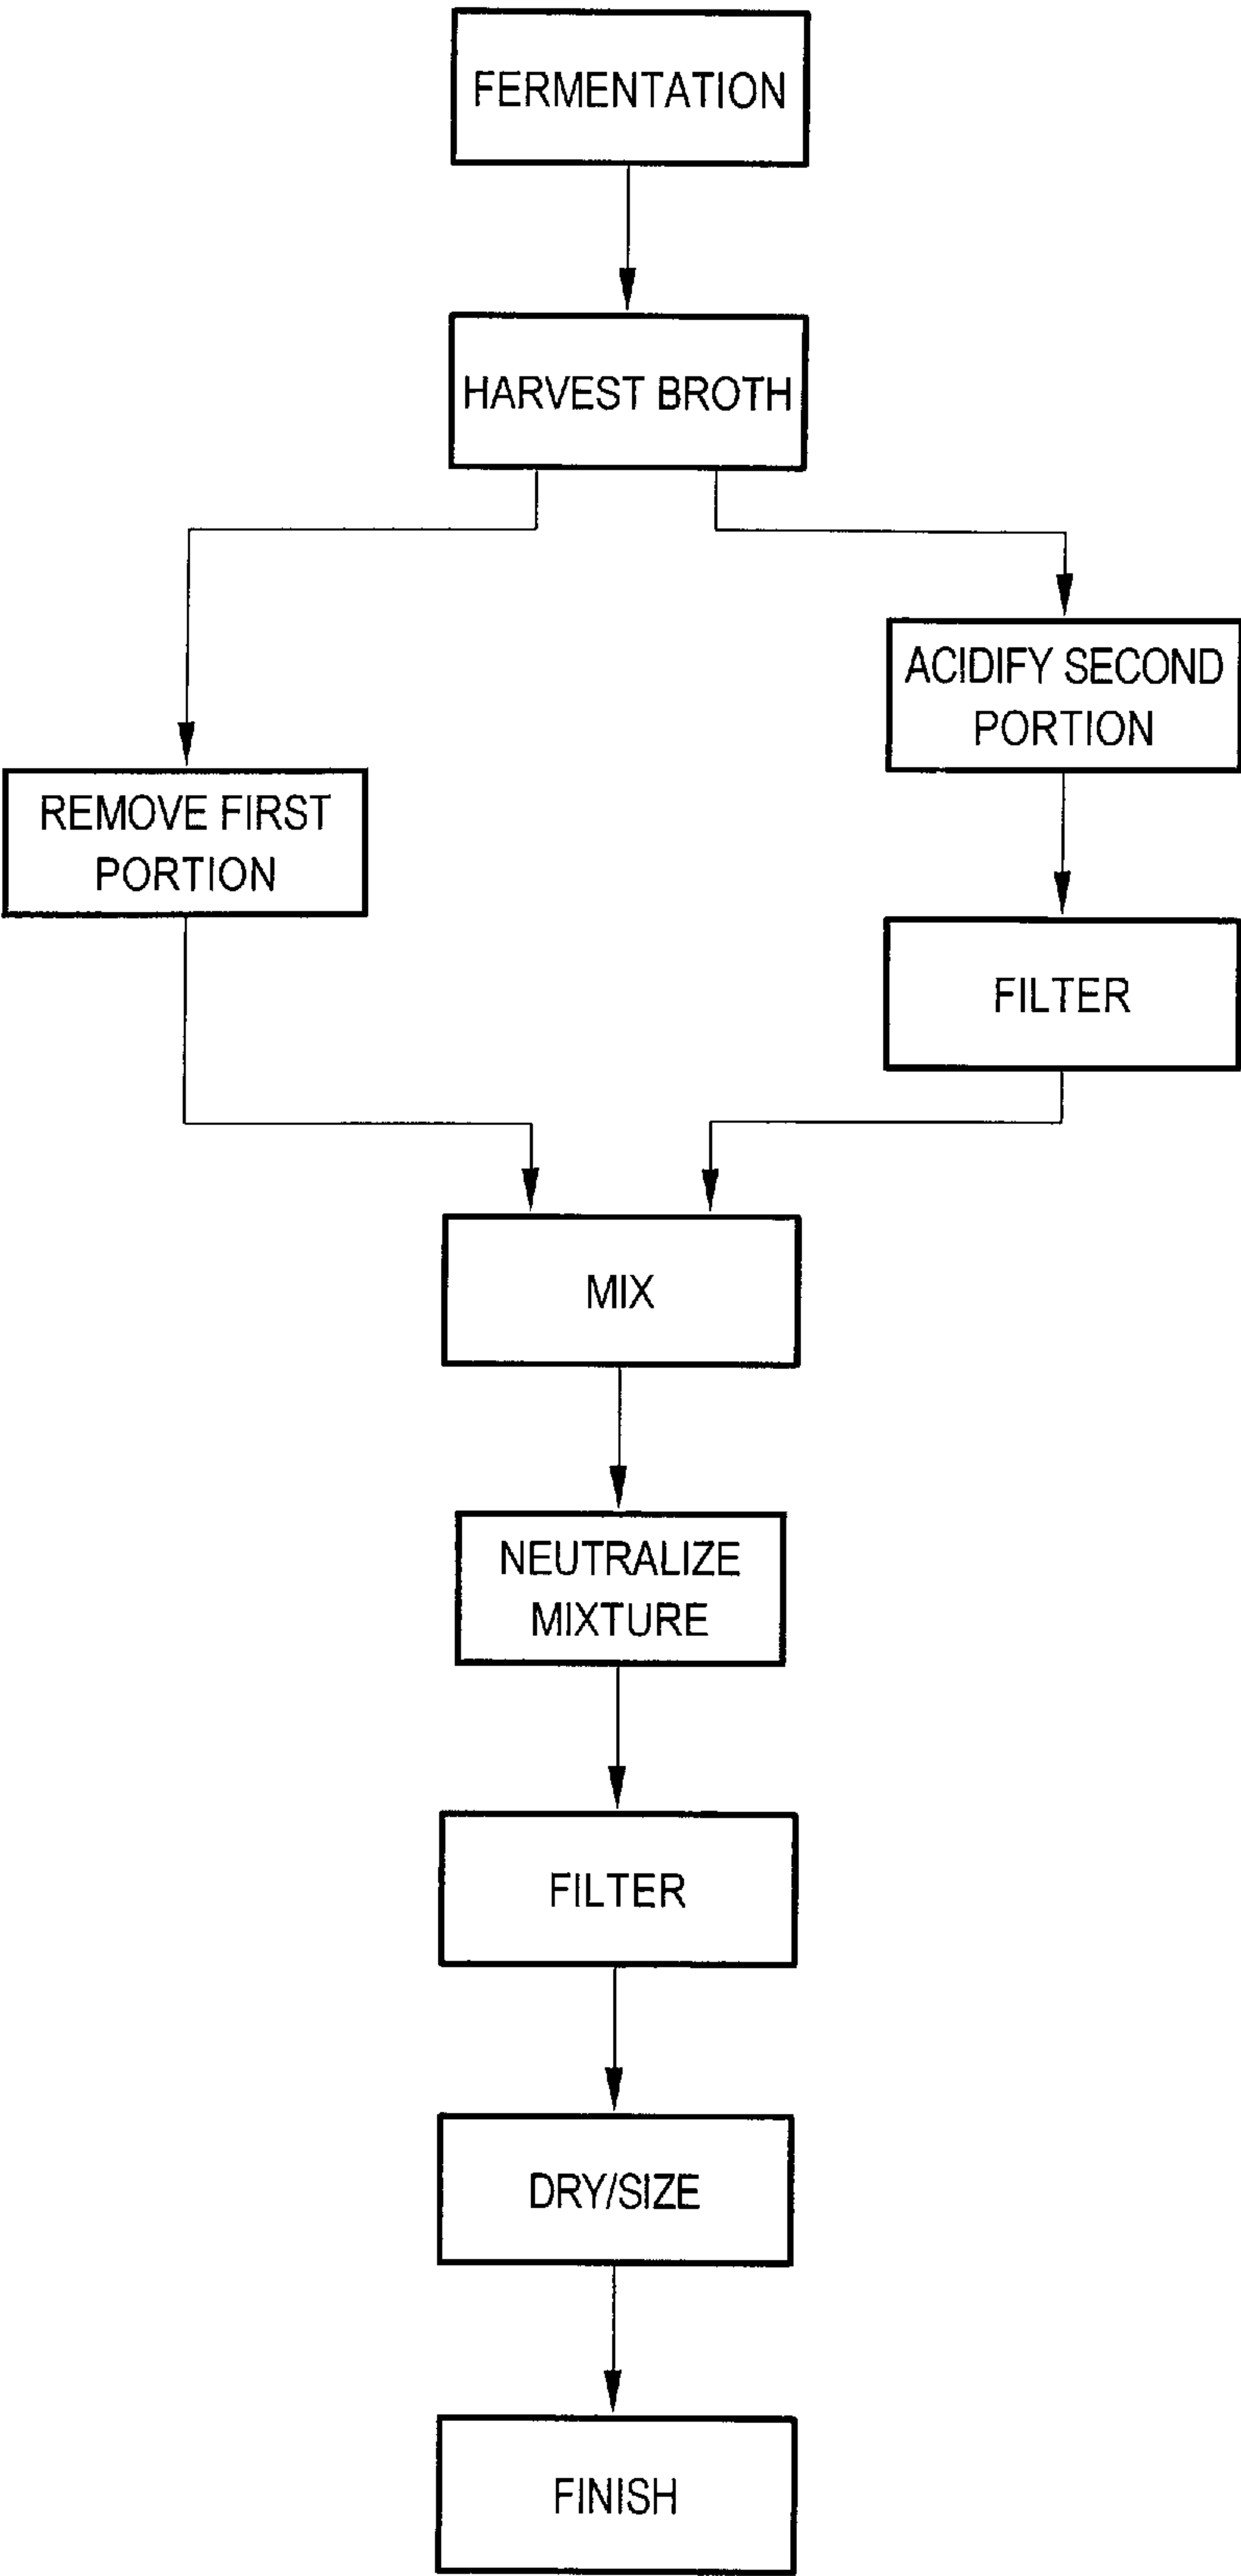 FERMENTATION
HARVEST BROTH
ACIDIFY SECOND
PORTION
REMOVE FIRST
PORTION
FILTER
MIX
NEUTRALIZE
MIXTURE
FILTER
DRY/SIZE
FINISH